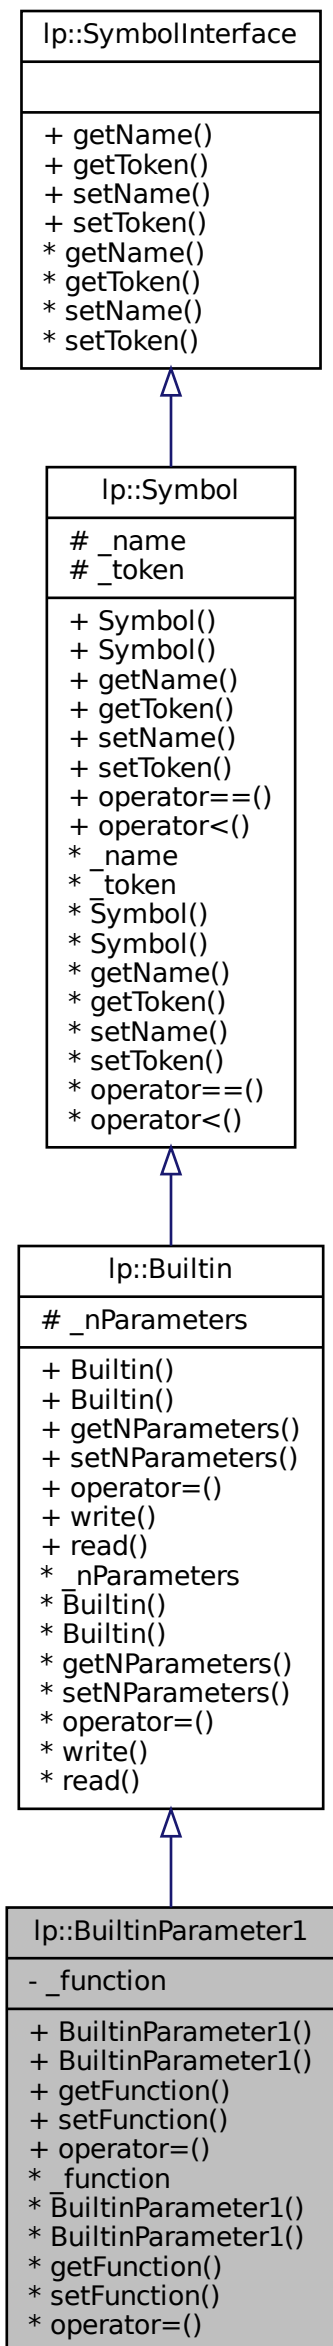 lp::SymbolInterface
+ getName()
+ getToken()
+ setName()
+ setToken()
* getName()
* getToken()
* setName()
* setToken()
lp::Symbol
# _name
# _token
+ Symbol()
+ Symbol()
+ getName()
+ getToken()
+ setName()
+ setToken()
+ operator==()
+ operator<()
* _name
* _token
* Symbol()
* Symbol()
* getName()
* getToken()
* setName()
* setToken()
* operator==()
* operator<()
lp::Builtin
# _nParameters
+ Builtin()
+ Builtin()
+ getNParameters()
+ setNParameters()
+ operator=()
+ write()
+ read()
* _nParameters
* Builtin()
* Builtin()
* getNParameters()
* setNParameters()
* operator=()
* write()
* read()
lp::BuiltinParameter1
- _function
+ BuiltinParameter1()
+ BuiltinParameter1()
+ getFunction()
+ setFunction()
+ operator=()
* _function
* BuiltinParameter1()
* BuiltinParameter1()
* getFunction()
* setFunction()
* operator=()